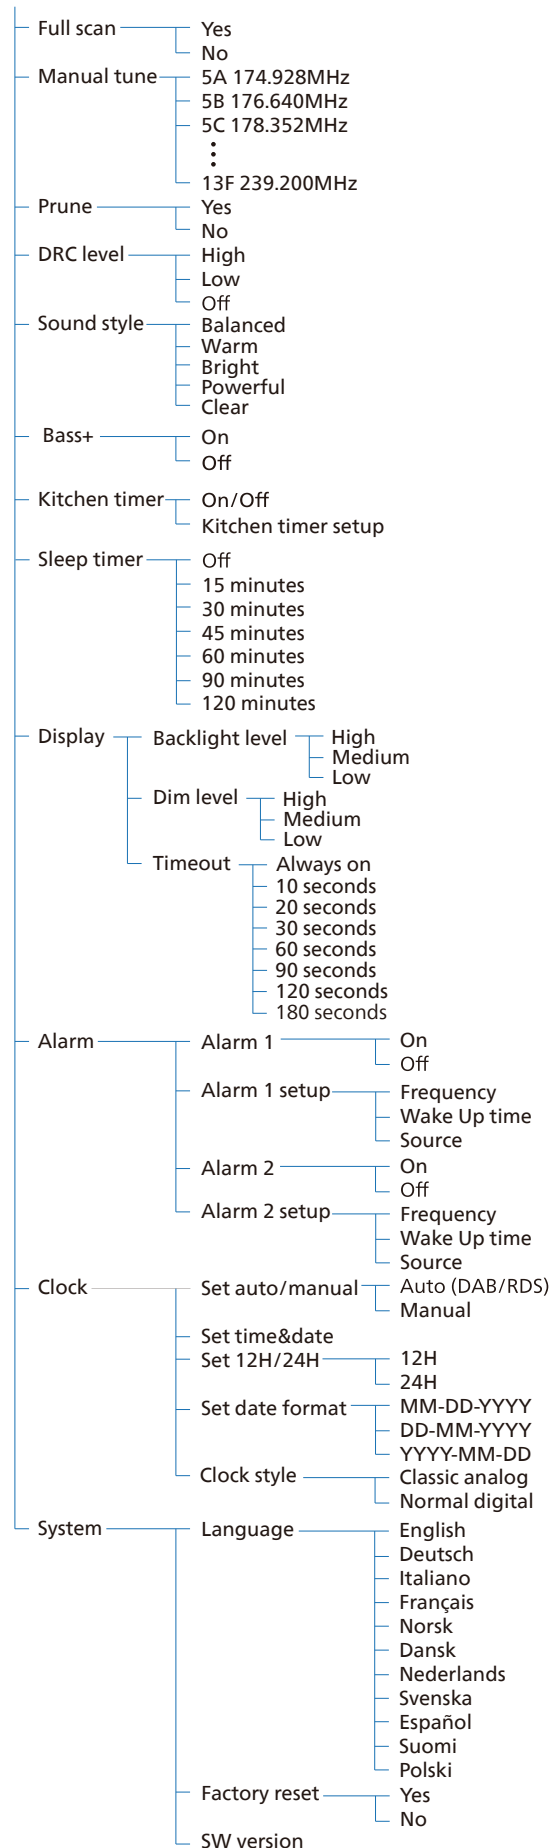 Full scan Yes
No
Manual tune 5A 174.928MHz
5B 176.640MHz
5C 178.352MHz
⋮
13F 239.200MHz
Prune Yes
No
DRC level High
Low
Off
Sound style Balanced
Warm
Bright
Powerful
Clear
Bass+ On
Off
Kitchen timer On/Off
Kitchen timer setup
Sleep timer Off
15 minutes
30 minutes
45 minutes
60 minutes
90 minutes
120 minutes
Display Backlight level High
Medium
Low
Dim level High
Medium
Low
Timeout Always on
10 seconds
20 seconds
30 seconds
60 seconds
90 seconds
120 seconds
180 seconds
Alarm Alarm 1 On
Off
Alarm 1 setup Frequency
Wake Up time
Source
Alarm 2 On
Off
Alarm 2 setup Frequency
Wake Up time
Source
Clock Set auto/manual Auto (DAB/RDS)
Manual
Set time&date
Set 12H/24H 12H
24H
Set date format MM-DD-YYYY
DD-MM-YYYY
YYYY-MM-DD
Clock style Classic analog
Normal digital
System Language English
Deutsch
Italiano
Français
Norsk
Dansk
Nederlands
Svenska
Español
Suomi
Polski
Factory reset Yes
No
SW version